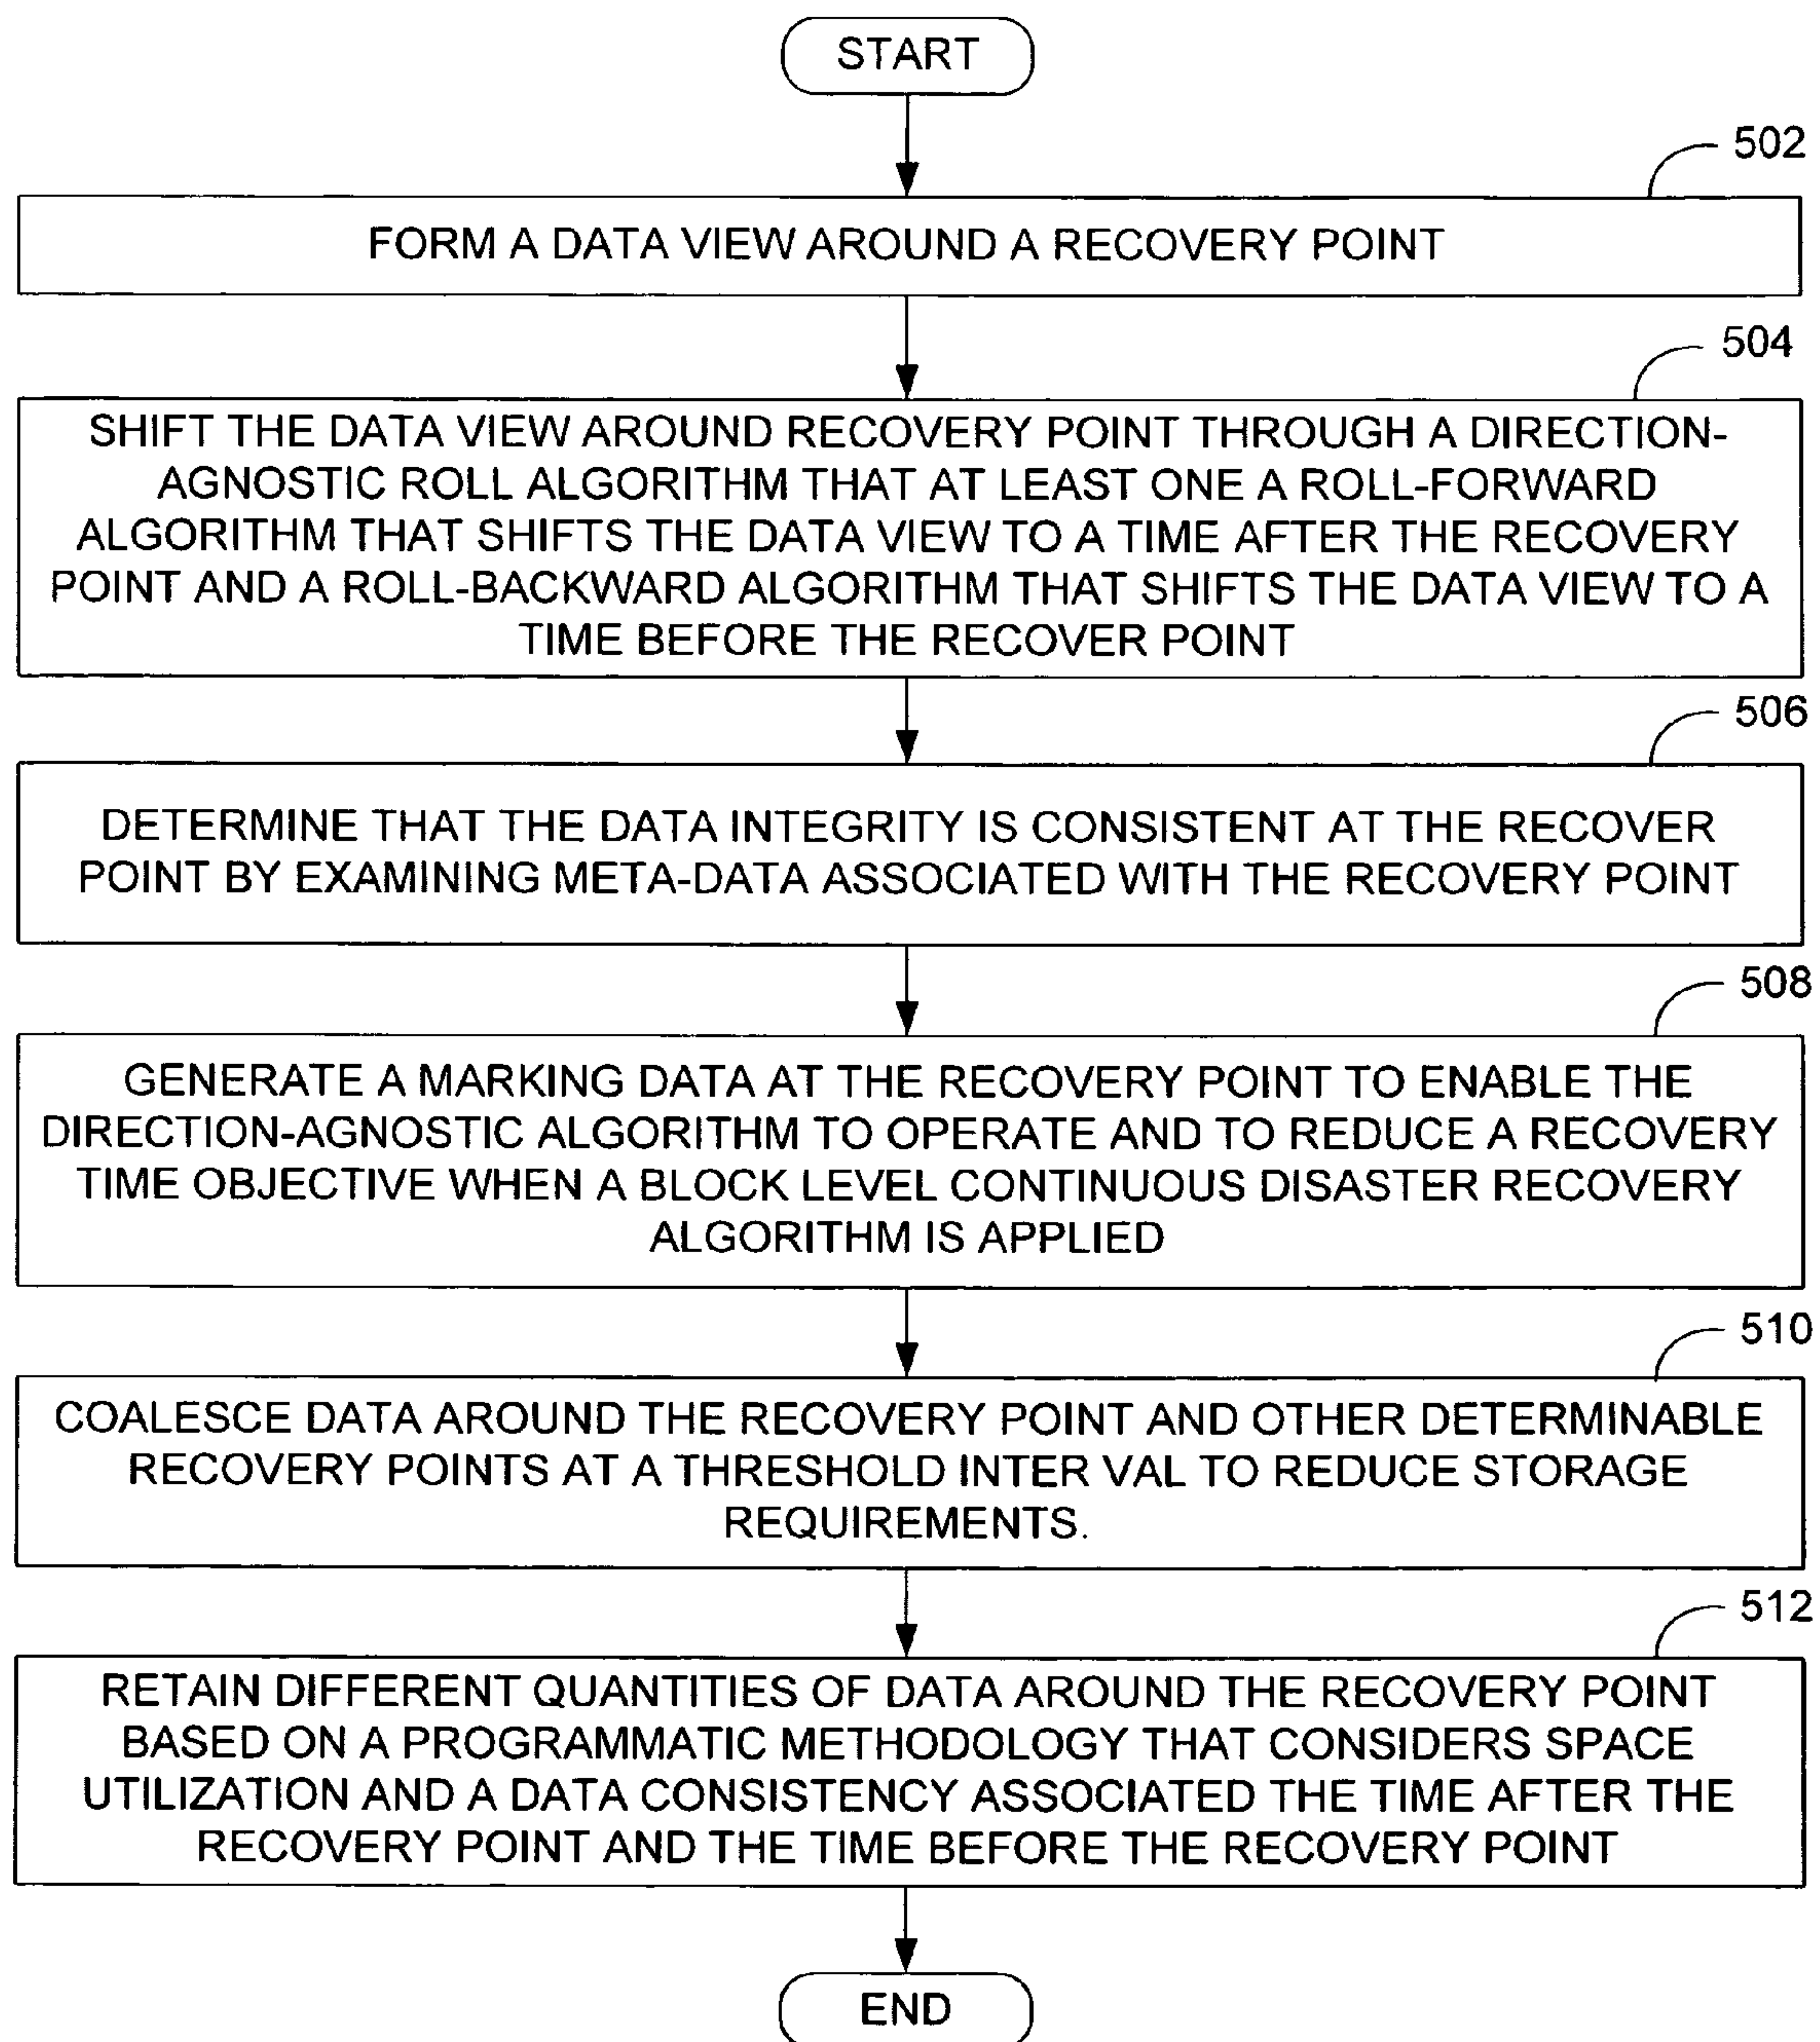 START
502
FORM A DATA VIEW AROUND A RECOVERY POINT
504
SHIFT THE DATA VIEW AROUND RECOVERY POINT THROUGH A DIRECTION-
AGNOSTIC ROLL ALGORITHM THAT AT LEAST ONE A ROLL-FORWARD
ALGORITHM THAT SHIFTS THE DATA VIEW TO A TIME AFTER THE RECOVERY
POINT AND A ROLL-BACKWARD ALGORITHM THAT SHIFTS THE DATA VIEW TO A
TIME BEFORE THE RECOVER POINT
506
DETERMINE THAT THE DATA INTEGRITY IS CONSISTENT AT THE RECOVER
POINT BY EXAMINING META-DATA ASSOCIATED WITH THE RECOVERY POINT
508
GENERATE A MARKING DATA AT THE RECOVERY POINT TO ENABLE THE
DIRECTION-AGNOSTIC ALGORITHM TO OPERATE AND TO REDUCE A RECOVERY
TIME OBJECTIVE WHEN A BLOCK LEVEL CONTINUOUS DISASTER RECOVERY
ALGORITHM IS APPLIED
510
COALESCE DATA AROUND THE RECOVERY POINT AND OTHER DETERMINABLE
RECOVERY POINTS AT A THRESHOLD INTER VAL TO REDUCE STORAGE
REQUIREMENTS.
512
RETAIN DIFFERENT QUANTITIES OF DATA AROUND THE RECOVERY POINT
BASED ON A PROGRAMMATIC METHODOLOGY THAT CONSIDERS SPACE
UTILIZATION AND A DATA CONSISTENCY ASSOCIATED THE TIME AFTER THE
RECOVERY POINT AND THE TIME BEFORE THE RECOVERY POINT
END